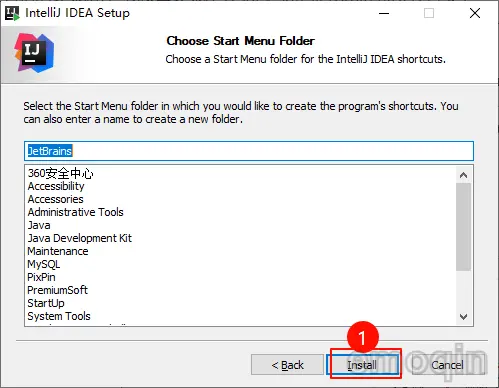 IntelliJ IDEA Setup
IJ
Choose Start Menu Folder
Choose a Start Menu folder for the IntelliJ IDEA shortcuts.
Select the Start Menu folder in which you would like to create the program's shortcuts. You
can also enter a name to create a new folder.
JetBrains
360安全中心
Accessibility
Accessories
Administrative Tools
Java
Java Development Kit
Maintenance
MySQL
PixPin
PremiumSoft
StartUp
System Tools
1
< Back
Install
Cancel